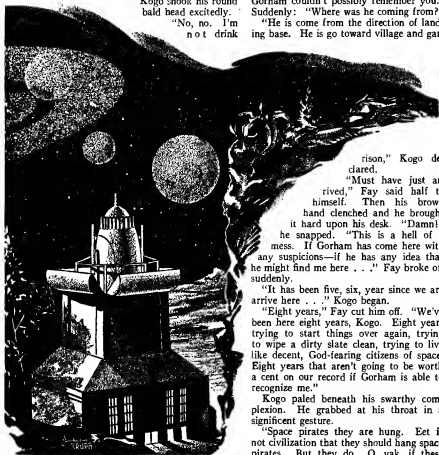 Kogo shook his round
bald head excitedly.
"No, no. I'm
not drink
Gorham couldn't possibly remember you.
Suddenly: "Where was he coming from?
"He is come from the direction of land
ing base. He is go toward village and gar
rison," Kogo de
clared.
"Must have just ar
rived," Fay said half t
himself. Then his brow
hand clenched and he brough
it hard upon his desk. "Damn!
he snapped. "This is a hell of
mess. If Gorham has come here wit
any suspicions—if he has any idea tha
he might find me here . . ." Fay broke of
suddenly.
"It has been five, six, year since we ar
arrive here . . ." Kogo began.
"Eight years," Fay cut him off. "We'v
been here eight years, Kogo. Eight year
trying to start things over again, tryin
to wipe a dirty slate clean, trying to liv
like decent, God-fearing citizens of space
Eight years that aren't going to be wort
a cent on our record if Gorham is able t
recognize me."
Kogo paled beneath his swarthy com
plexion. He grabbed at his throat in
significent gesture.
"Space pirates they are hung. Eet i
not civilization that they should hang spac
pirates. But they do. O yak, if thes